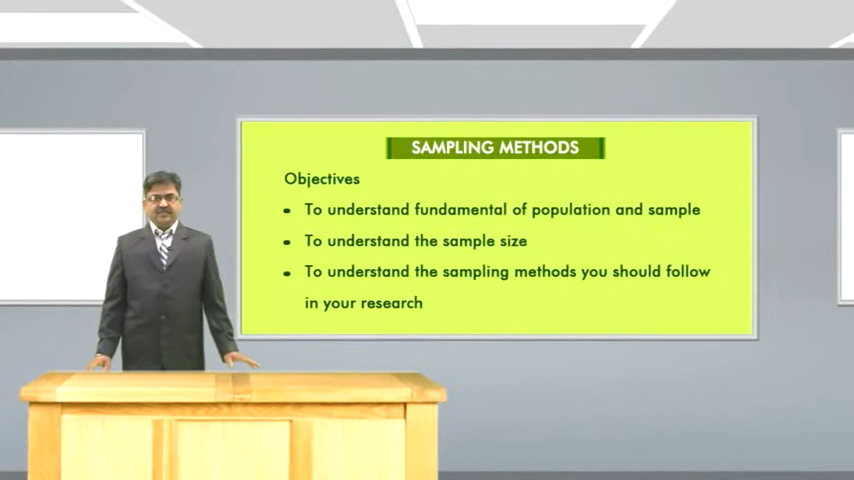 SAMPLING METHODS
Objectives
• To understand fundamental of population and sample
• To understand the sample size
• To understand the sampling methods you should follow
in your research